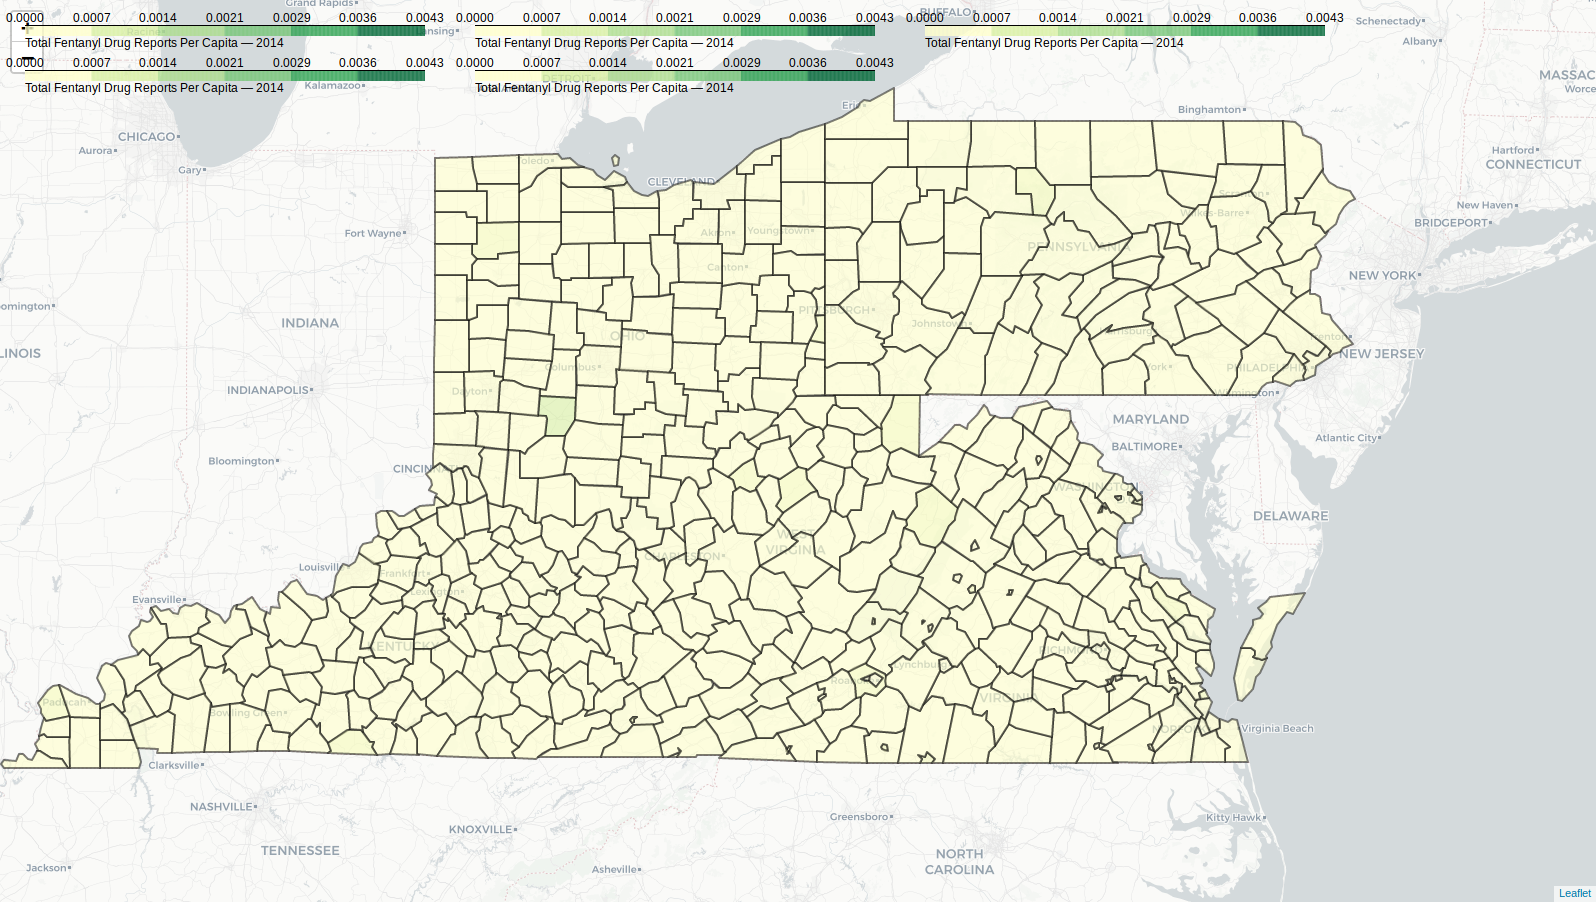 Grand Rapids
BUFFALO
0.0000 0.0007 0.0014 0.0021 0.0029 0.0036 0.0043
0.0000 0.0007 0.0014 0.0021 0.0029 0.0036 0.0043
0.0000 0.0007 0.0014 0.0021 0.0029 0.0036 0.0043
Schenectady
Racine
nsing
Total Fentanyl Drug Reports Per Capita — 2014
Total Fentanyl Drug Reports Per Capita — 2014
Total Fentanyl Drug Reports Per Capita — 2014
Albany
0.0000 0.0007 0.0014 0.0021 0.0029 0.0036 0.0043
0.0000 0.0007 0.0014 0.0021 0.0029 0.0036 0.0043
MASSAC
DETROIT
Kalamazoo
Total Fentanyl Drug Reports Per Capita — 2014
Total Fentanyl Drug Reports Per Capita — 2014
Worce
Erie
Binghamton
CHICAGO
Aurora
Hartford
Toledo
CONNECTICUT
Gary
CLEVELAND
Scranton
New Haven
Wilkes-Barre
BRIDGEPORT
Fort Wayne
Akron
Youngstown
PENNSYLVANIA
Canton
NEW YORK
omington
PITTSBURGH
INDIANA
Johnstown
Harrisburg
OHIO
Trenton
LINOIS
NEW JERSEY
Columbus
York
PHILADELPHIA
INDIANAPOLIS
Dayton
Wilmington
MARYLAND
Atlantic City
BALTIMORE
Bloomington
CINCINNATI
WASHINGTON
DELAWARE
WEST
VIRGINIA
CHARLESTON
Louisville
Frankfort
Lexington
Evansville
KENTUCKY
RICHMOND
Lynchburg
Roanoke
VIRGINIA
Paducah
Bowling Green
NORFOLK
Virginia Beach
Clarksville
NASHVILLE
Greensboro
Kitty Hawk
KNOXVILLE
TENNESSEE
NORTH
CAROLINA
Jackson
Asheville
Leaflet